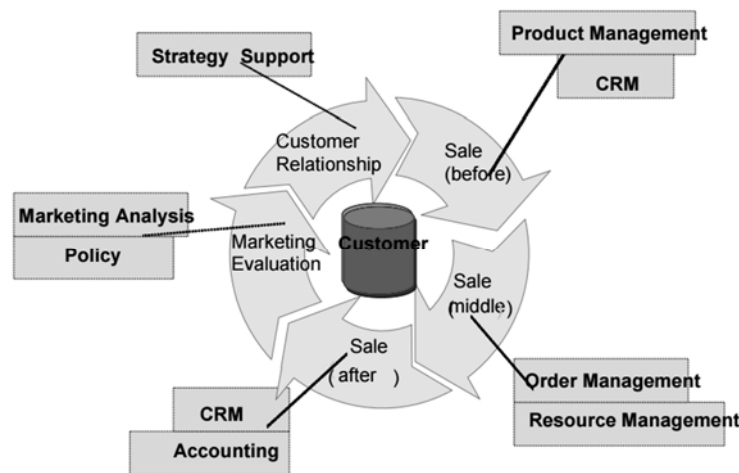 Product Management
CRM
Strategy Support
Customer
Relationship
Sale
(before)
Marketing Analysis
Policy
Marketing
Evaluation
Customer
Sale
(middle)
Sale
(after )
Order Management
Resource Management
CRM
Accounting